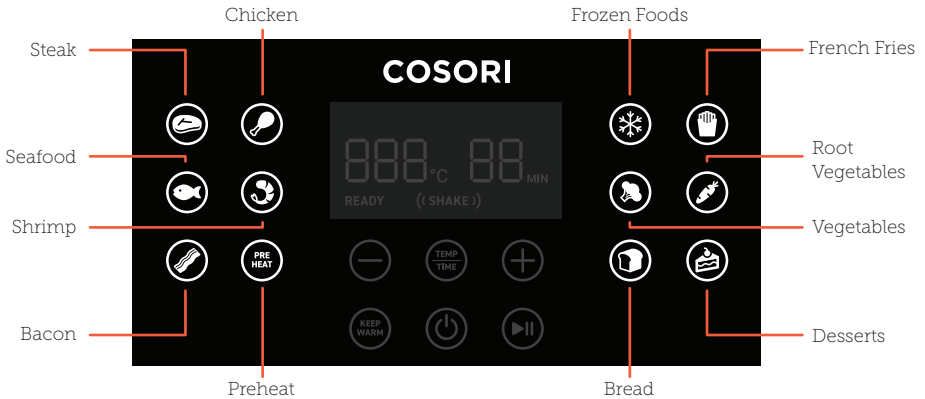 Chicken
Frozen Foods
Steak
French Fries
COSORI
888 °C 88 MIN
READY ((SHAKE))
Seafood
Root
Vegetables
Shrimp
Vegetables
PRE
HEAT
TEMP
TIME
KEEP
WARM
Bacon
Desserts
Preheat
Bread